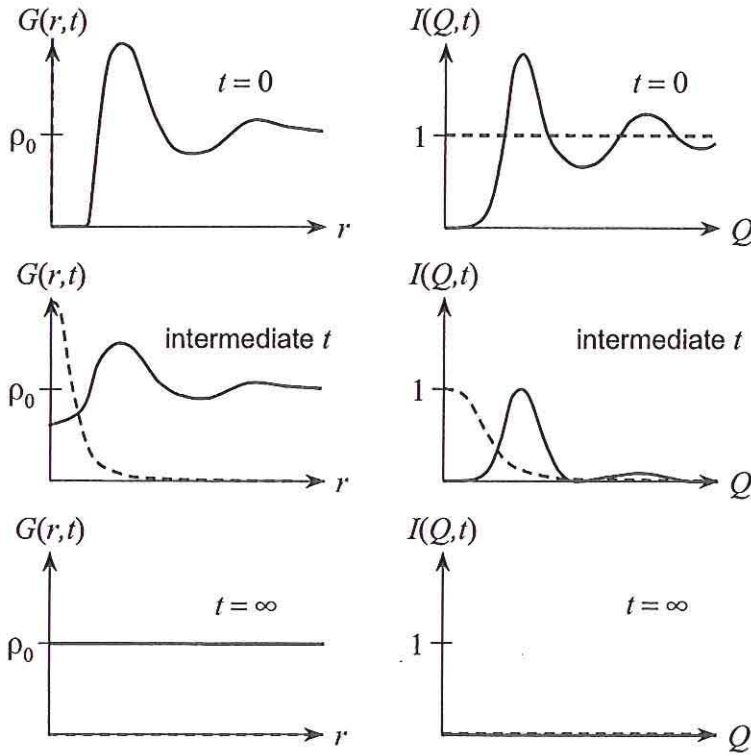 G(r,t)
t = 0
ρ₀
r
I(Q,t)
t = 0
1
Q
G(r,t)
intermediate t
ρ₀
r
I(Q,t)
intermediate t
1
Q
G(r,t)
t = ∞
ρ₀
r
I(Q,t)
t = ∞
1
Q